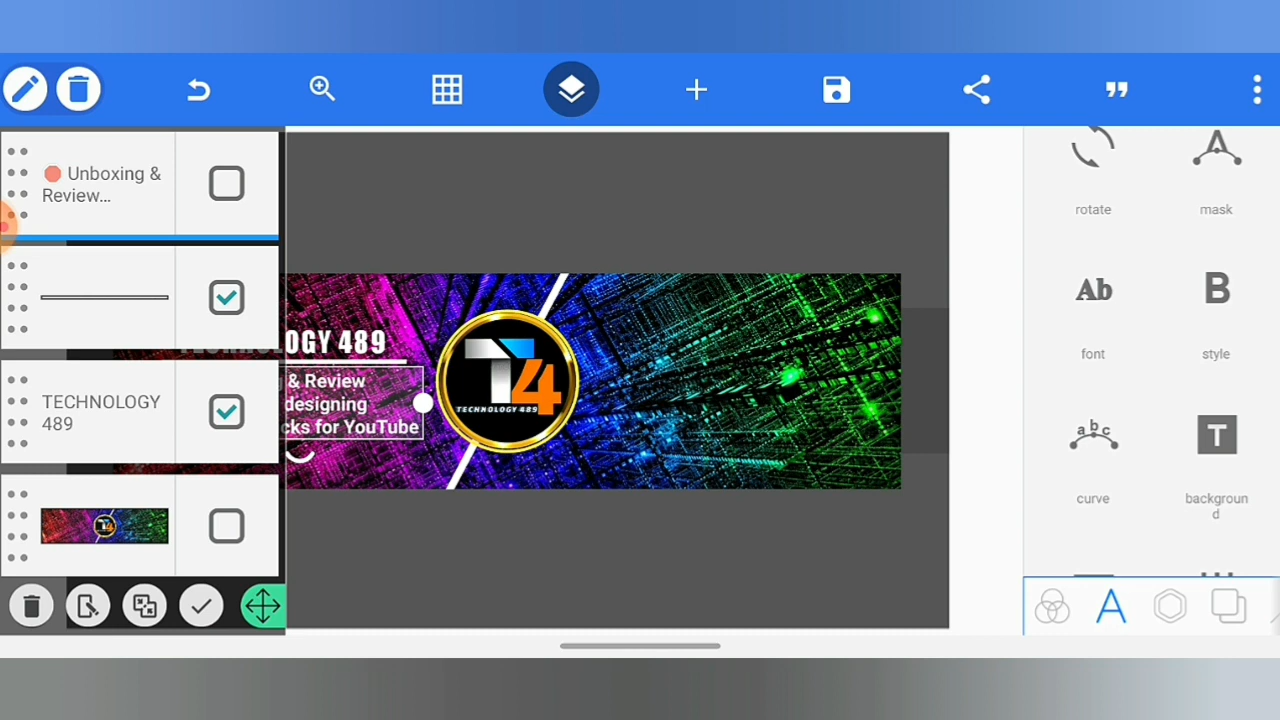 Unboxing &
Review...
TECHNOLOGY
489
OGY 489
& Review
designing
cks for YouTube
T4
TECHNOLOGY 489
rotate
mask
Ab
B
font
style
abc
T
curve
backgroun
d
A